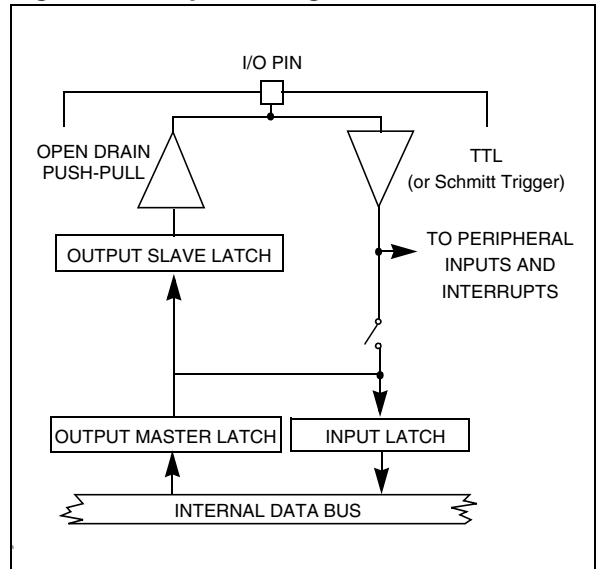 I/O PIN
OPEN DRAIN
PUSH-PULL
TTL
(or Schmitt Trigger)
TO PERIPHERAL
INPUTS AND
INTERRUPTS
OUTPUT SLAVE LATCH
OUTPUT MASTER LATCH
INPUT LATCH
INTERNAL DATA BUS